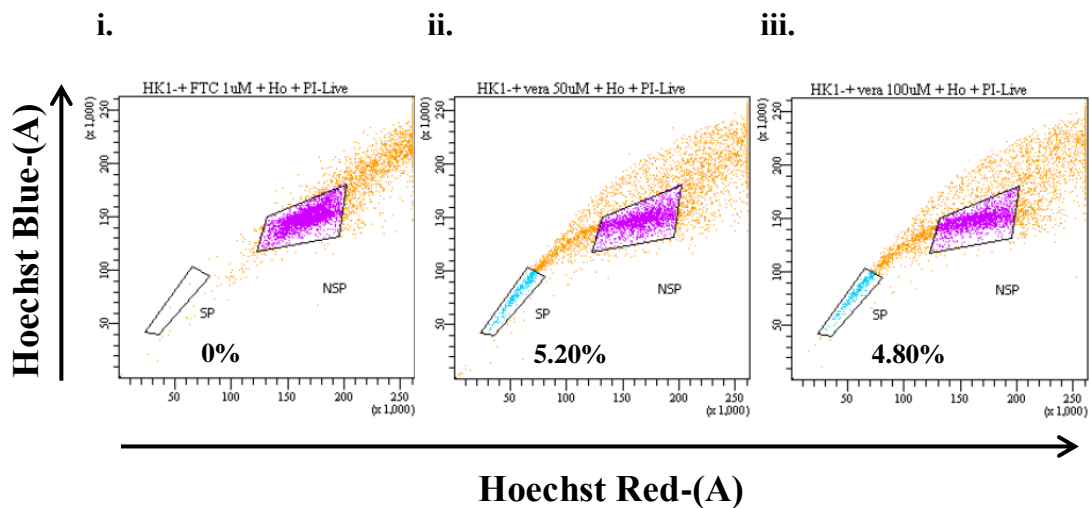 i.
ii.
iii.
Hoechst Blue-(A)
HK1-+ FTC 1uM + Ho + PI-Live
(x 1,000)
250
200
150
100
50
SP
NSP
0%
50 100 150 200 250
(x 1,000)
HK1-+ vera 50uM + Ho + PI-Live
(x 1,000)
250
200
150
100
50
SP
NSP
5.20%
50 100 150 200 250
(x 1,000)
HK1-+ vera 100uM + Ho + PI-Live
(x 1,000)
250
200
150
100
50
SP
NSP
4.80%
50 100 150 200 250
(x 1,000)
Hoechst Red-(A)